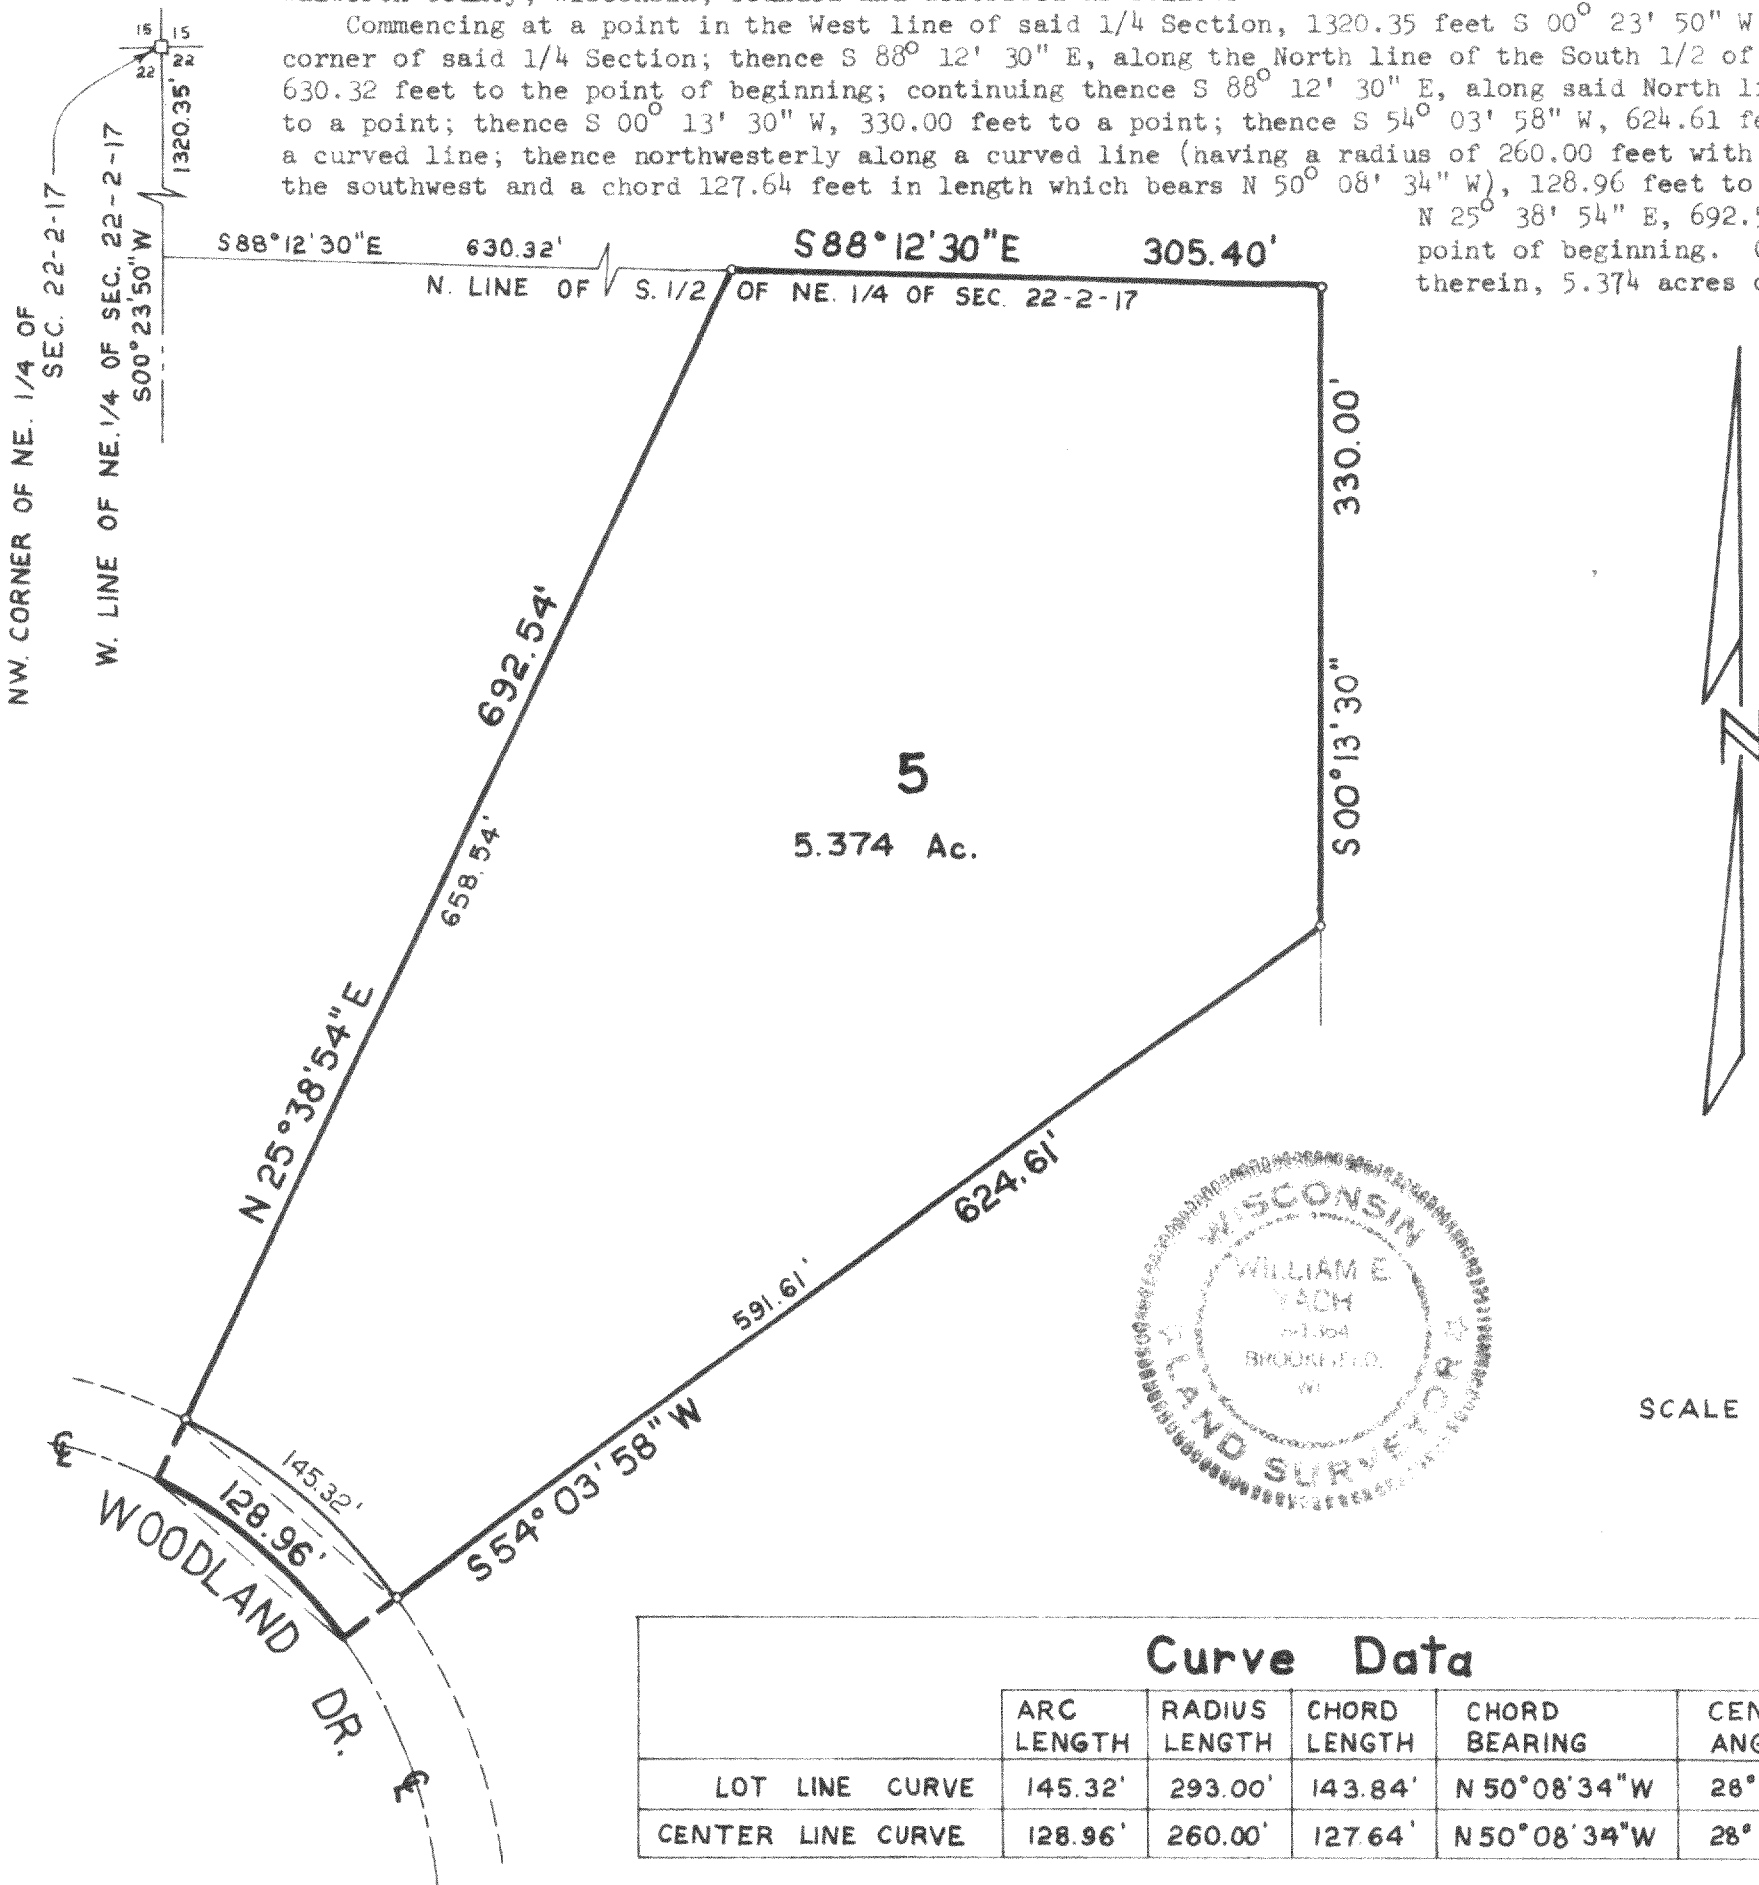 Commencing at a point in the West line of said 1/4 Section, 1320.35 feet S 00° 23' 50" W
corner of said 1/4 Section; thence S 88° 12' 30" E, along the North line of the South 1/2 of
630.32 feet to the point of beginning; continuing thence S 88° 12' 30" E, along said North
to a point; thence S 00° 13' 30" W, 330.00 feet to a point; thence S 54° 03' 58" W, 624.61
a curved line; thence northwesterly along a curved line (having a radius of 260.00 feet with
the southwest and a chord 127.64 feet in length which bears N 50° 08' 34" W), 128.96 feet to
N 25° 38' 54" E, 692.
point of beginning.
therein, 5.374 acres
15 15
22 22
1320.35'
NW. CORNER OF NE. 1/4 OF
SEC. 22-2-17
W. LINE OF NE. 1/4 OF SEC. 22-2-17
S00°23'50"W
S88°12'30"E 630.32'
S88°12'30"E 305.40'
N. LINE OF S. 1/2 OF NE. 1/4 OF SEC. 22-2-17
330.00'
S00°13'30"
692.54'
658.54'
N25°38'54"E
5
5.374 Ac.
N
624.61'
591.61'
S54°03'58"W
WISCONSIN
WILLIAM E.
YACH
BROOKFIELD,
WI
LAND SURVEYOR
SCALE
145.32'
128.96'
WOODLAND DR.
℄
℄
Curve Data
ARC LENGTH RADIUS LENGTH CHORD LENGTH CHORD BEARING
LOT LINE CURVE 145.32' 293.00' 143.84' N50°08'34"W 28°
CENTER LINE CURVE 128.96' 260.00' 127.64' N50°08'34"W 28°